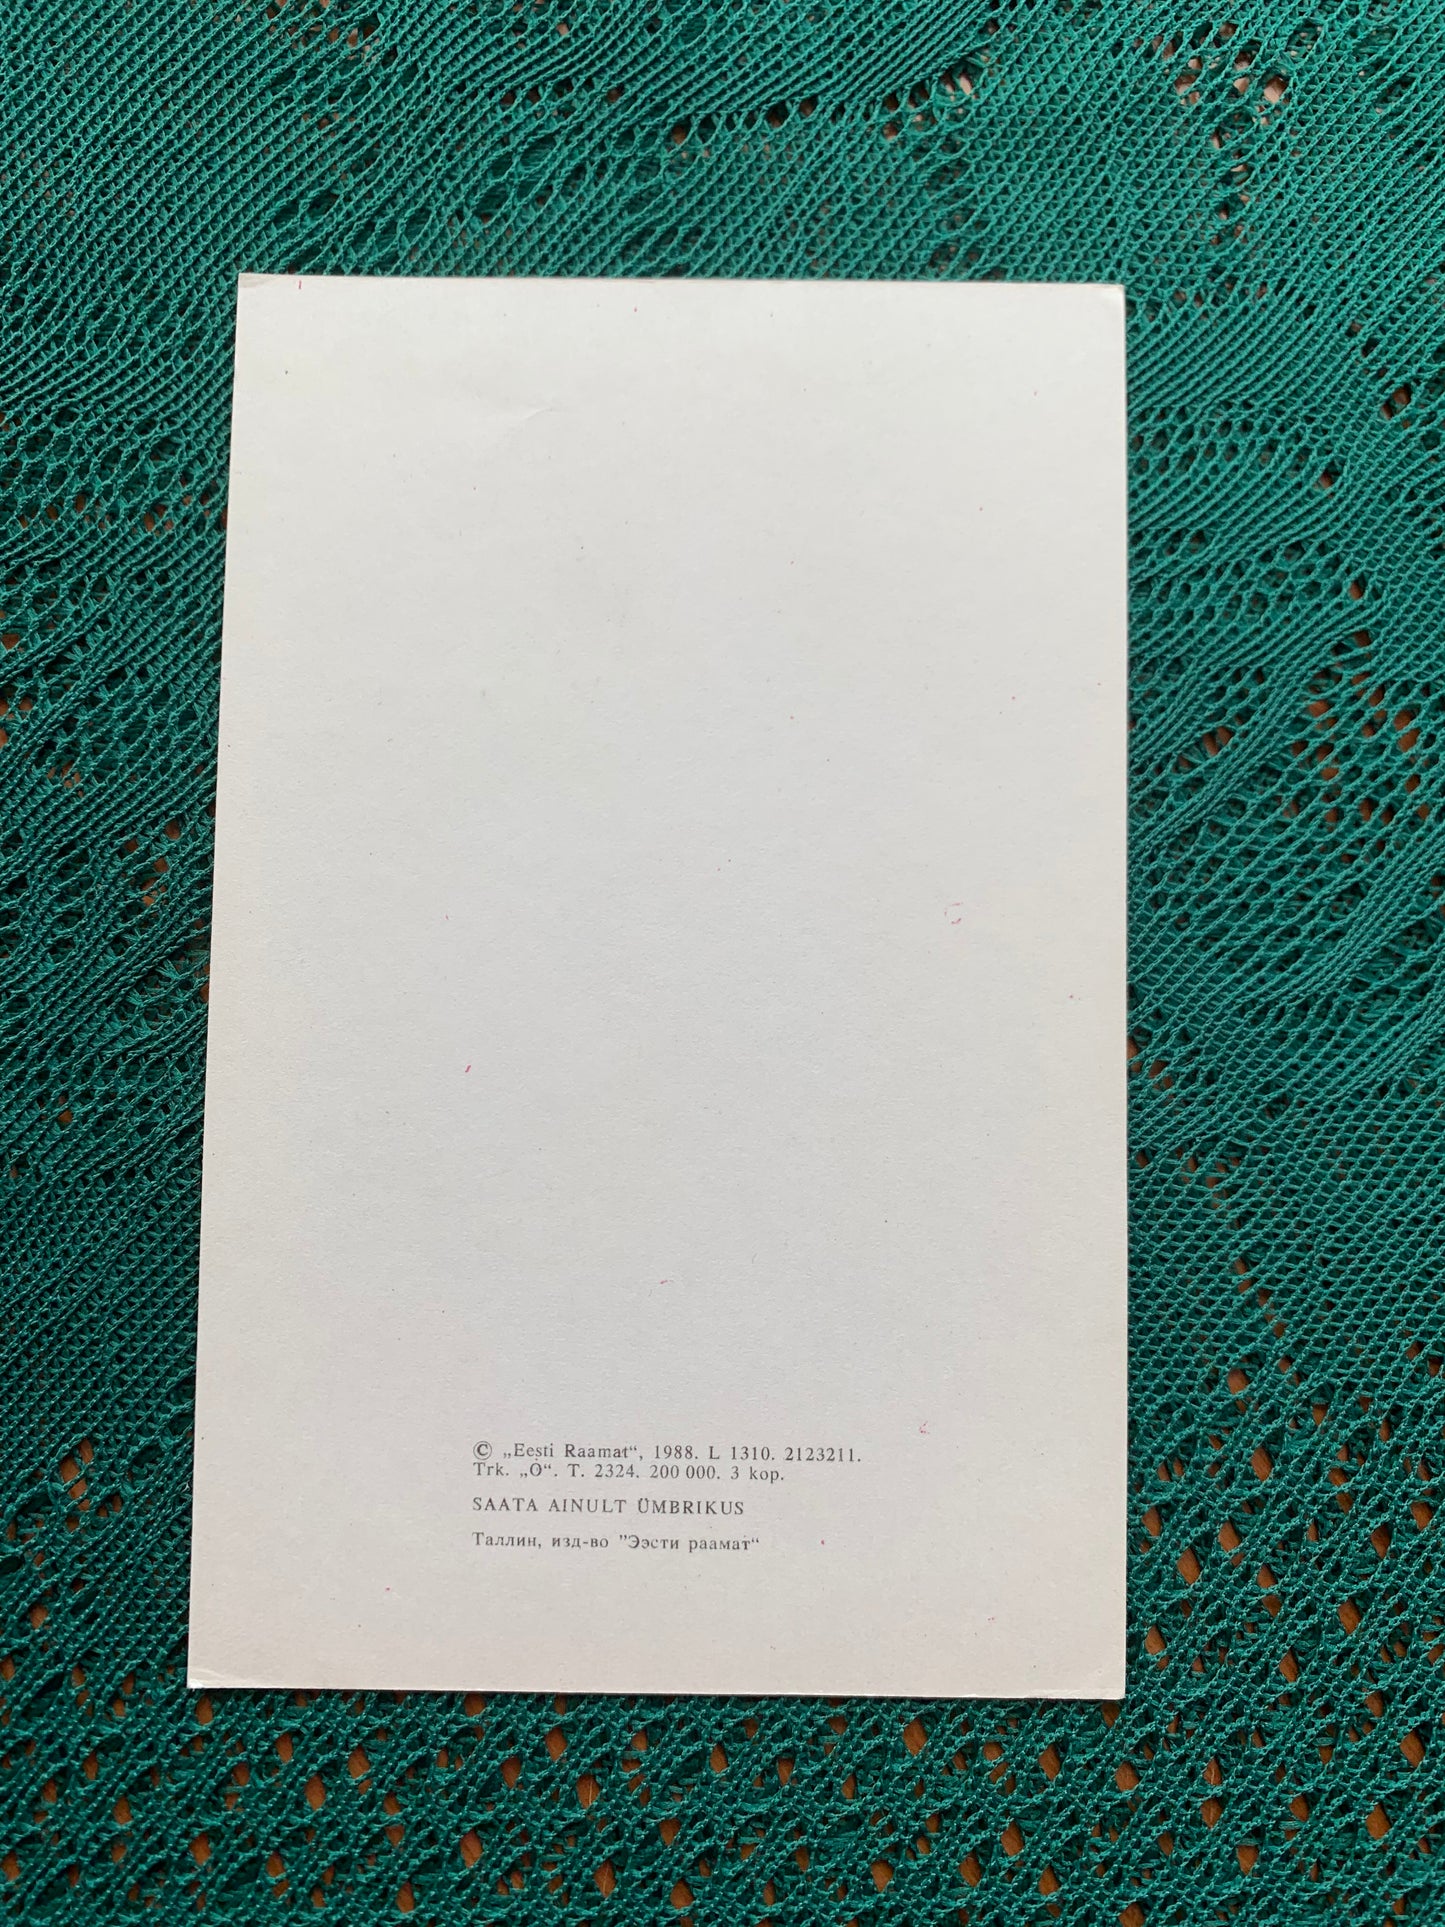 © „Eesti Raamat“, 1988. L 1310. 2123211.
Trk. „O“. T. 2324. 200 000. 3 kop.
SAATA AINULT ÜMBRIKUS
Таллин, изд-во ”Ээсти раамат“